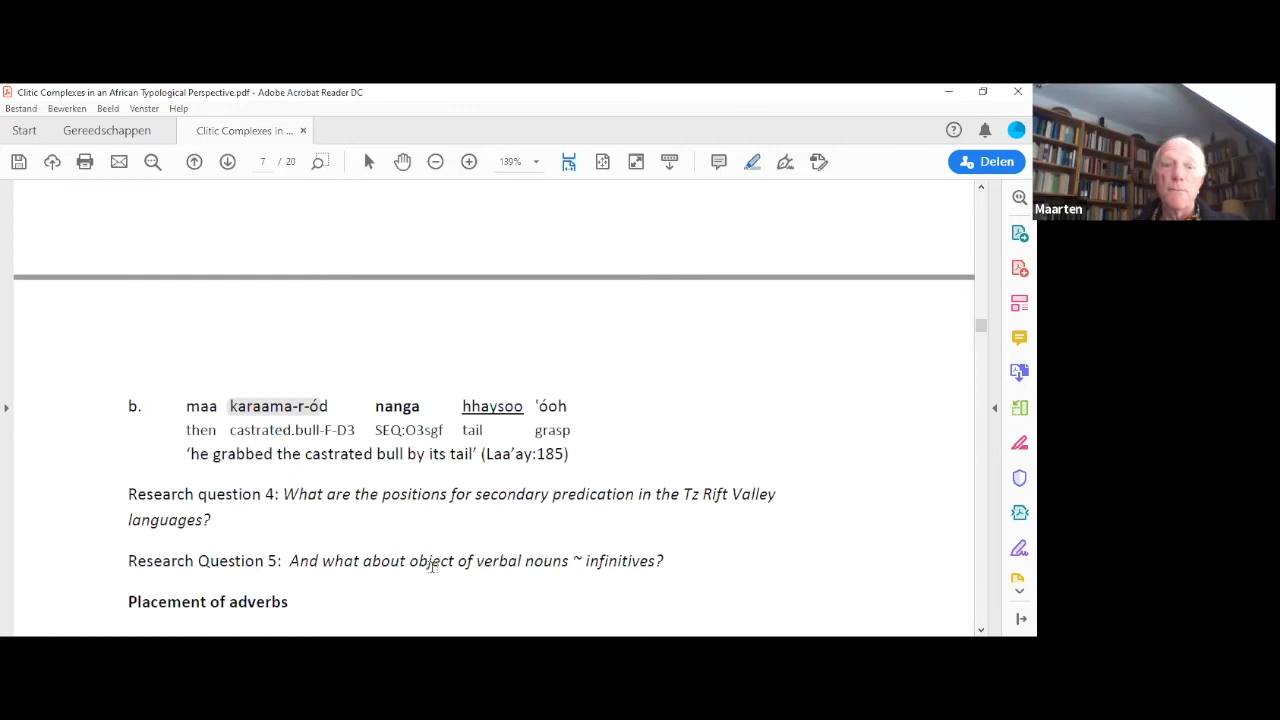 Clitic Complexes in an African Typological Perspective.pdf - Adobe Acrobat Reader DC
Bestand Bewerken Beeld Venster Help
Start Gereedschappen Clitic Complexes in ... ×
7 / 20 139% Delen
Maarten
b. maa karaama-r-ód nanga hhaysoo ‘óoh
then castrated.bull-F-D3 SEQ:O3sgf tail grasp
‘he grabbed the castrated bull by its tail’ (Laa’ay:185)
Research question 4: What are the positions for secondary predication in the Tz Rift Valley
languages?
Research Question 5: And what about object of verbal nouns ~ infinitives?
Placement of adverbs